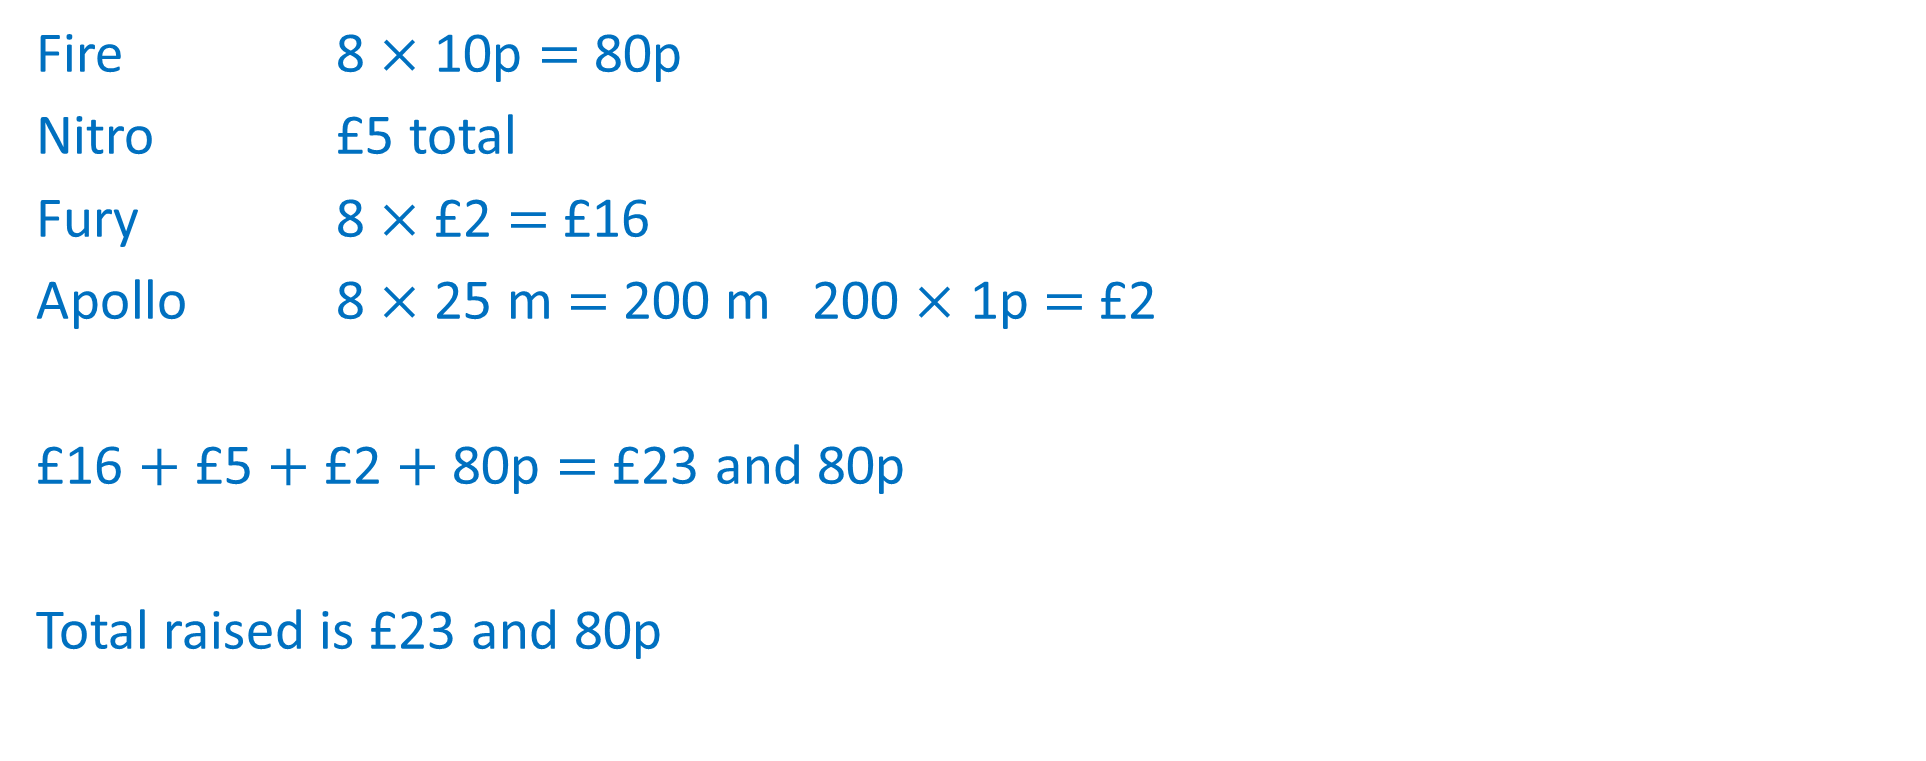 Fire 8 × 10p = 80p
Nitro £5 total
Fury 8 × £2 = £16
Apollo 8 × 25 m = 200 m 200 × 1p = £2
£16 + £5 + £2 + 80p = £23 and 80p
Total raised is £23 and 80p